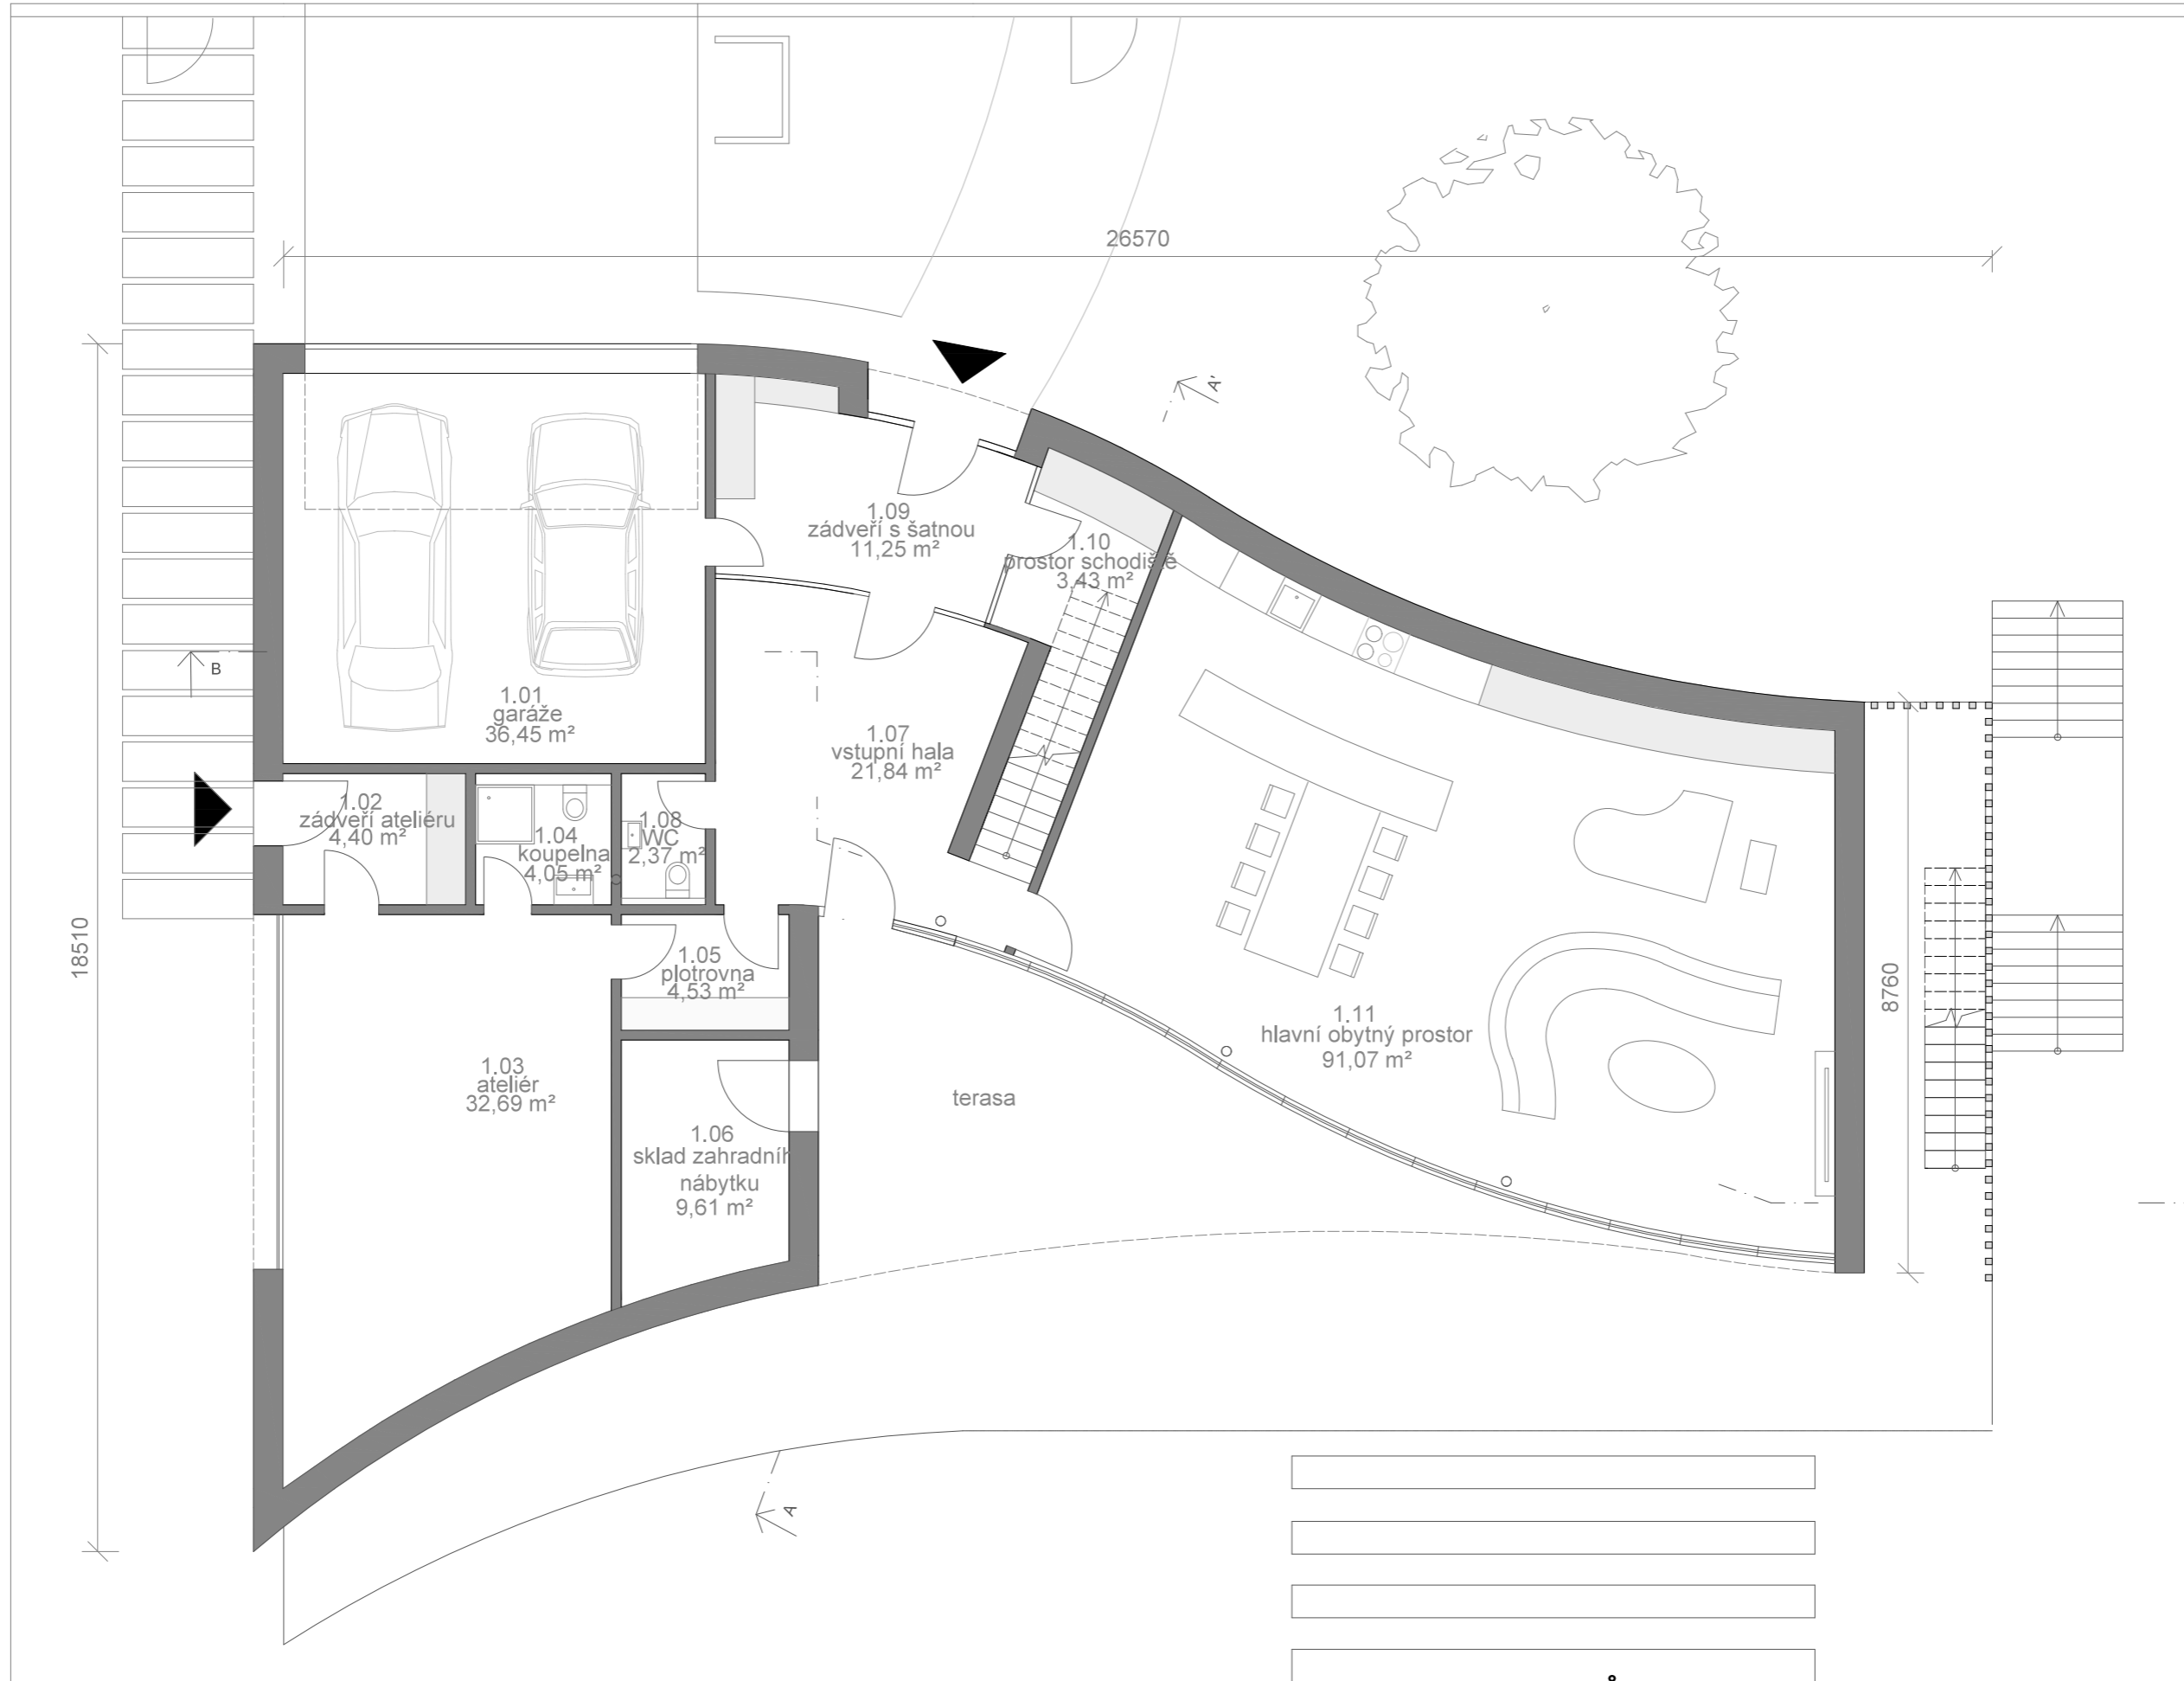 26570
A'
1.09
zádveří s šatnou
11,25 m²
1.10
prostor schodiště
3,43 m²
B
1.01
garáže
36,45 m²
1.07
vstupní hala
21,84 m²
1.02
zádveří ateliéru
4,40 m²
1.04
koupelna
4,05 m²
1.08
WC
2,37 m²
18510
1.05
plotrovna
4,53 m²
8760
1.11
hlavní obytný prostor
91,07 m²
1.03
ateliér
32,69 m²
terasa
1.06
sklad zahradníh
nábytku
9,61 m²
A